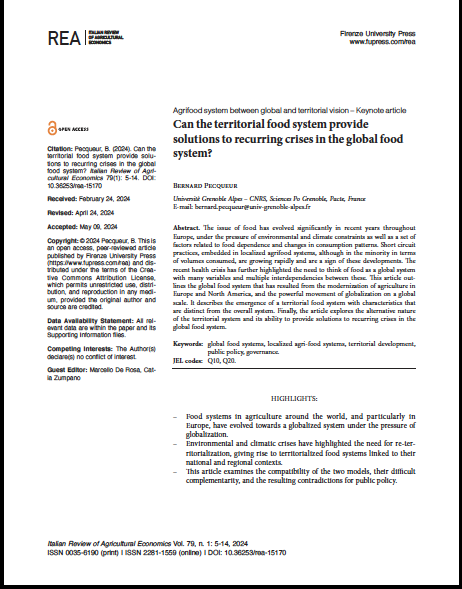 REA
ITALIAN REVIEW
OF AGRICULTURAL
ECONOMICS
Firenze University Press
www.fupress.com/rea
Agrifood system between global and territorial vision – Keynote article
Can the territorial food system provide
solutions to recurring crises in the global food
system?
OPEN ACCESS
Citation: Pecqueur, B. (2024). Can the
territorial food system provide solu-
tions to recurring crises in the global
food system? Italian Review of Agri-
cultural Economics 79(1): 5-14. DOI:
10.36253/rea-15170
Received: February 24, 2024
Revised: April 24, 2024
Accepted: May 09, 2024
Copyright: © 2024 Pecqueur, B. This is
an open access, peer-reviewed article
published by Firenze University Press
(https://www.fupress.com/rea) and dis-
tributed under the terms of the Crea-
tive Commons Attribution License,
which permits unrestricted use, distri-
bution, and reproduction in any medi-
um, provided the original author and
source are credited.
Data Availability Statement: All rel-
evant data are within the paper and its
Supporting Information files.
Competing Interests: The Author(s)
declare(s) no conflict of interest.
Guest Editor: Marcello De Rosa, Cat-
ia Zumpano
Bernard Pecqueur
Université Grenoble Alpes – CNRS, Sciences Po Grenoble, Pacte, France
E-mail: bernard.pecqueur@univ-grenoble-alpes.fr
Abstract. The issue of food has evolved significantly in recent years throughout
Europe, under the pressure of environmental and climate constraints as well as a set of
factors related to food dependence and changes in consumption patterns. Short circuit
practices, embedded in localized agrifood systems, although in the minority in terms
of volumes consumed, are growing rapidly and are a sign of these developments. The
recent health crisis has further highlighted the need to think of food as a global system
with many variables and multiple interdependencies between these. This article out-
lines the global food system that has resulted from the modernization of agriculture in
Europe and North America, and the powerful movement of globalization on a global
scale. It describes the emergence of a territorial food system with characteristics that
are distinct from the overall system. Finally, the article explores the alternative nature
of the territorial system and its ability to provide solutions to recurring crises in the
global food system.
Keywords: global food systems, localized agri-food systems, territorial development,
public policy, governance.
JEL codes: Q10, Q20.
HIGHLIGHTS:
– Food systems in agriculture around the world, and particularly in
Europe, have evolved towards a globalized system under the pressure of
globalization.
– Environmental and climatic crises have highlighted the need for re-ter-
ritorialization, giving rise to territorialized food systems linked to their
national and regional contexts.
– This article examines the compatibility of the two models, their difficult
complementarity, and the resulting contradictions for public policy.
Italian Review of Agricultural Economics Vol. 79, n. 1: 5-14, 2024
ISSN 0035-6190 (print) I ISSN 2281-1559 (online) I DOI: 10.36253/rea-15170